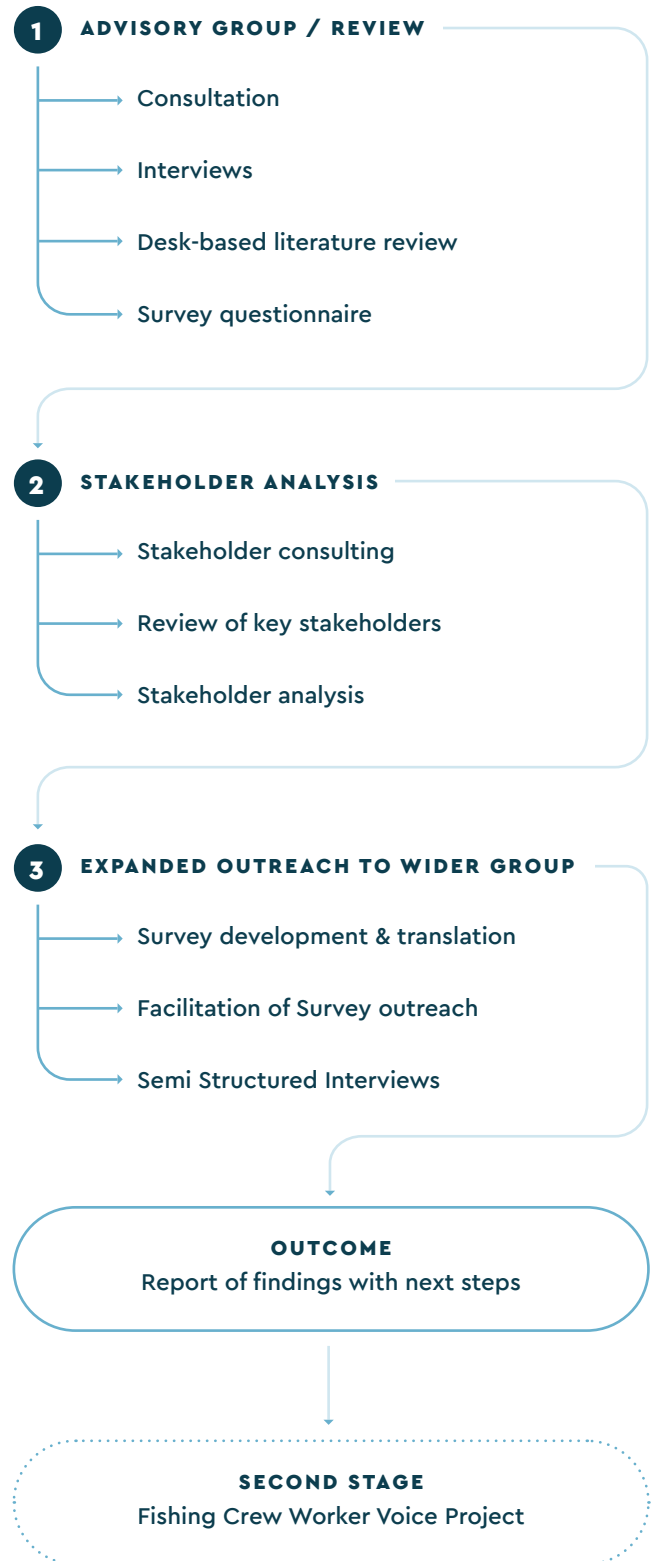 1 ADVISORY GROUP / REVIEW
Consultation
Interviews
Desk-based literature review
Survey questionnaire
2 STAKEHOLDER ANALYSIS
Stakeholder consulting
Review of key stakeholders
Stakeholder analysis
3 EXPANDED OUTREACH TO WIDER GROUP
Survey development & translation
Facilitation of Survey outreach
Semi Structured Interviews
OUTCOME
Report of findings with next steps
SECOND STAGE
Fishing Crew Worker Voice Project